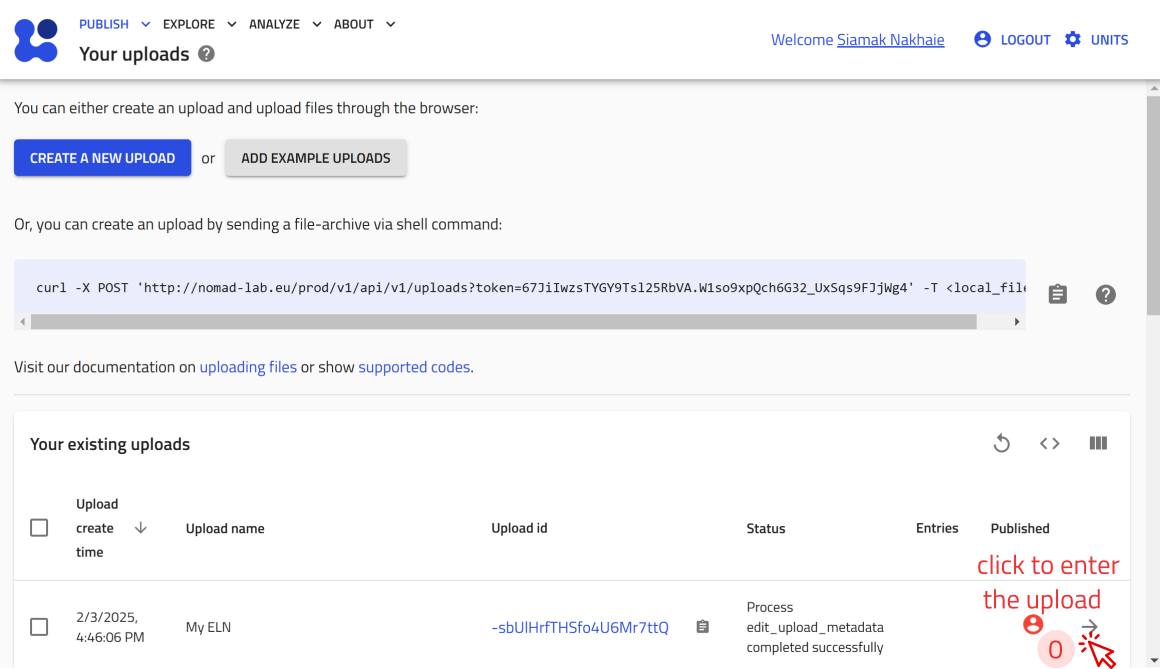 PUBLISH EXPLORE ANALYZE ABOUT
Your uploads
Welcome Siamak Nakhaie
LOGOUT
UNITS
You can either create an upload and upload files through the browser:
CREATE A NEW UPLOAD or ADD EXAMPLE UPLOADS
Or, you can create an upload by sending a file-archive via shell command:
curl -X POST 'http://nomad-lab.eu/prod/v1/api/v1/uploads?token=67JiIwzsTYGY9Tsl25RbVA.W1so9xpQch6G32_UxSqs9FJjWg4' -T <local_file
Visit our documentation on uploading files or show supported codes.
Your existing uploads
Upload create time
Upload name
Upload id
Status
Entries
Published
click to enter
the upload
2/3/2025,
4:46:06 PM
My ELN
-sbUlHrfTHSfo4U6Mr7ttQ
Process
edit_upload_metadata
completed successfully
0